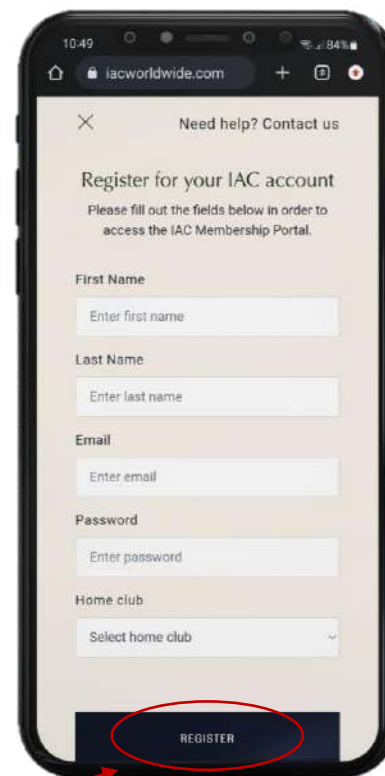 10:49
84%
iacworldwide.com
Need help? Contact us
Register for your IAC account
Please fill out the fields below in order to
access the IAC Membership Portal.
First Name
Enter first name
Last Name
Enter last name
Email
Enter email
Password
Enter password
Home club
Select home club
REGISTER